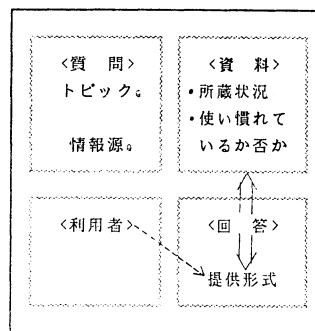 <質 問>
トピック。
情報源。
<資 料>
・所蔵状況
・使い慣れて
いるか否か
<利用者>
<回 答>
提供形式